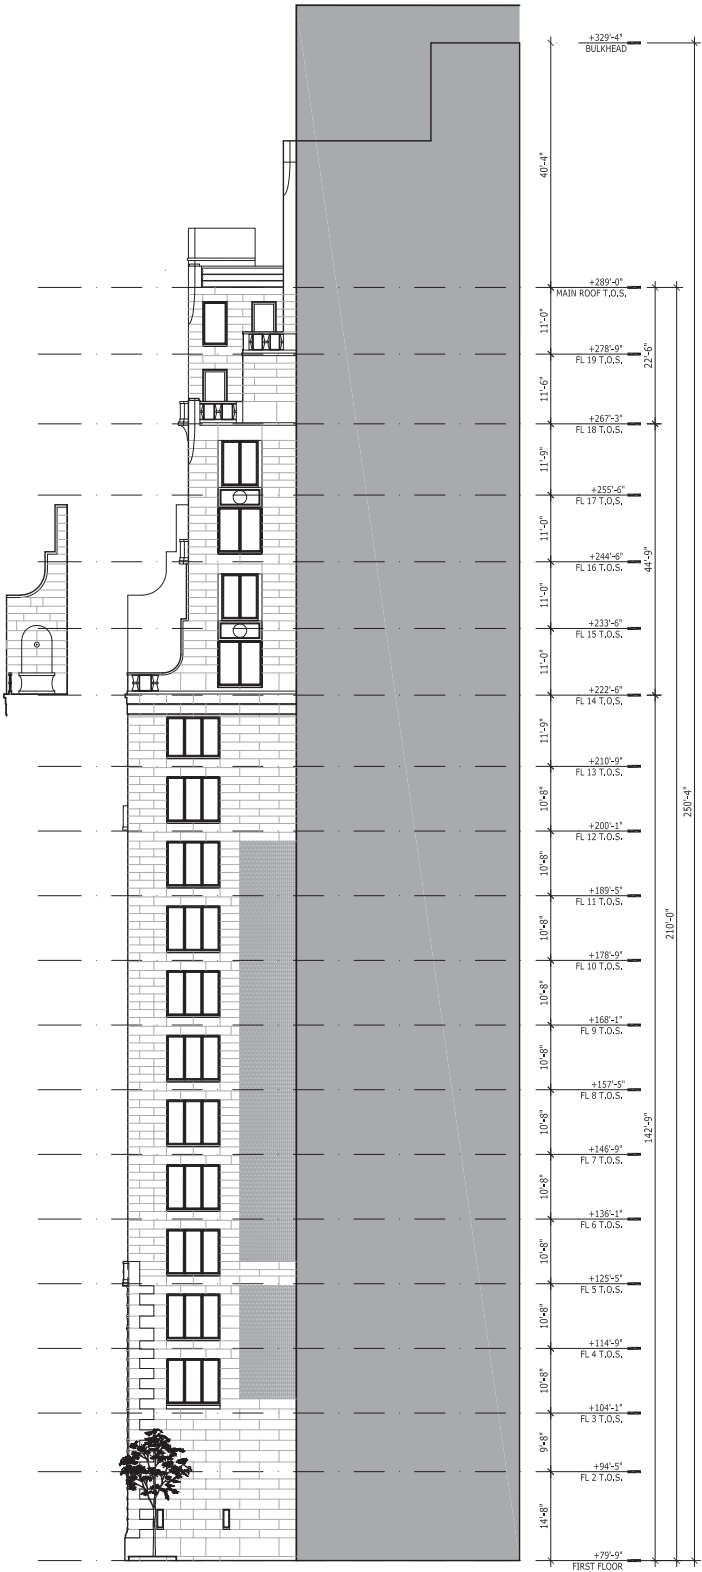 +329'-4"
BULKHEAD
40'-4"
+289'-0"
MAIN ROOF T.O.S.
11'-0"
+278'-9"
FL 19 T.O.S.
22'-6"
11'-6"
+267'-3"
FL 18 T.O.S.
11'-9"
+255'-6"
FL 17 T.O.S.
11'-0"
+244'-6"
FL 16 T.O.S.
44'-9"
11'-0"
+233'-6"
FL 15 T.O.S.
11'-0"
+222'-6"
FL 14 T.O.S.
11'-9"
+210'-9"
FL 13 T.O.S.
250'-4"
10'-8"
+200'-1"
FL 12 T.O.S.
10'-8"
+189'-5"
FL 11 T.O.S.
210'-0"
10'-8"
+178'-9"
FL 10 T.O.S.
10'-8"
+168'-1"
FL 9 T.O.S.
10'-8"
+157'-5"
FL 8 T.O.S.
142'-9"
10'-8"
+146'-9"
FL 7 T.O.S.
10'-8"
+136'-1"
FL 6 T.O.S.
10'-8"
+125'-5"
FL 5 T.O.S.
10'-8"
+114'-9"
FL 4 T.O.S.
10'-8"
+104'-1"
FL 3 T.O.S.
9'-8"
+94'-5"
FL 2 T.O.S.
14'-8"
+79'-9"
FIRST FLOOR